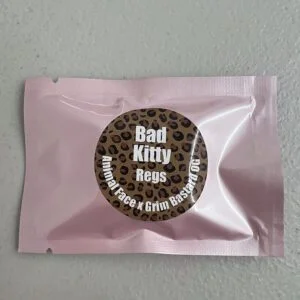 Bad
Kitty
Regs
Animal Face x Grim Bastard OG